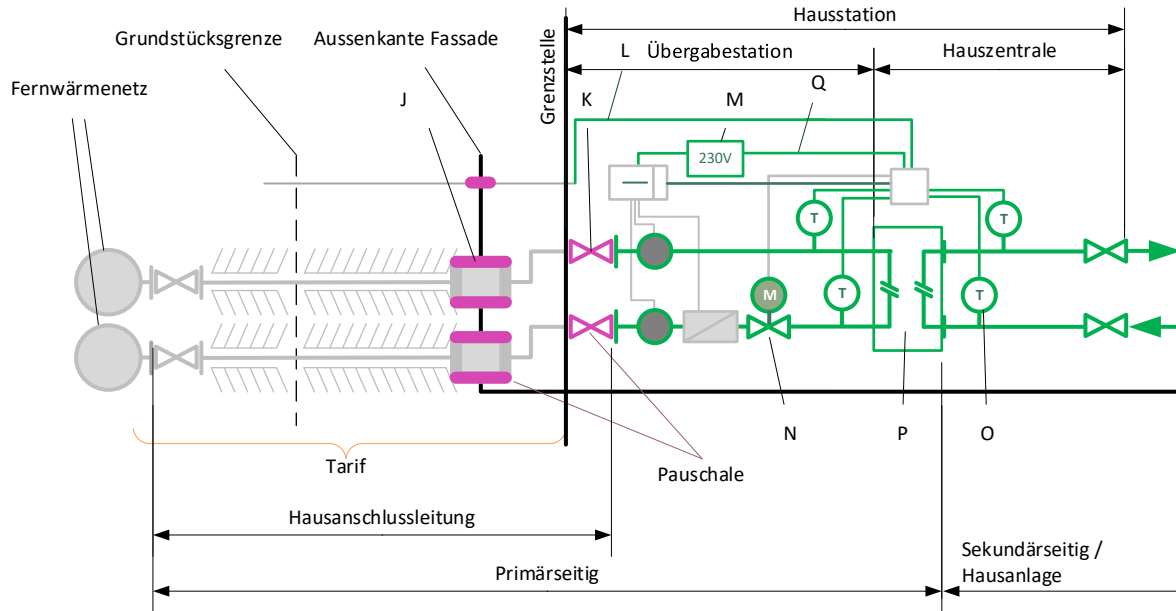 Hausstation
Grundstücksgrenze
Aussenkante Fassade
Grenzstelle
L
Übergabestation
Hauszentrale
Fernwärmenetz
J
K
M
Q
230V
T
T
T
M
T
N
P
O
Tarif
Pauschale
Hausanschlussleitung
Primärseitig
Sekundärseitig /
Hausanlage